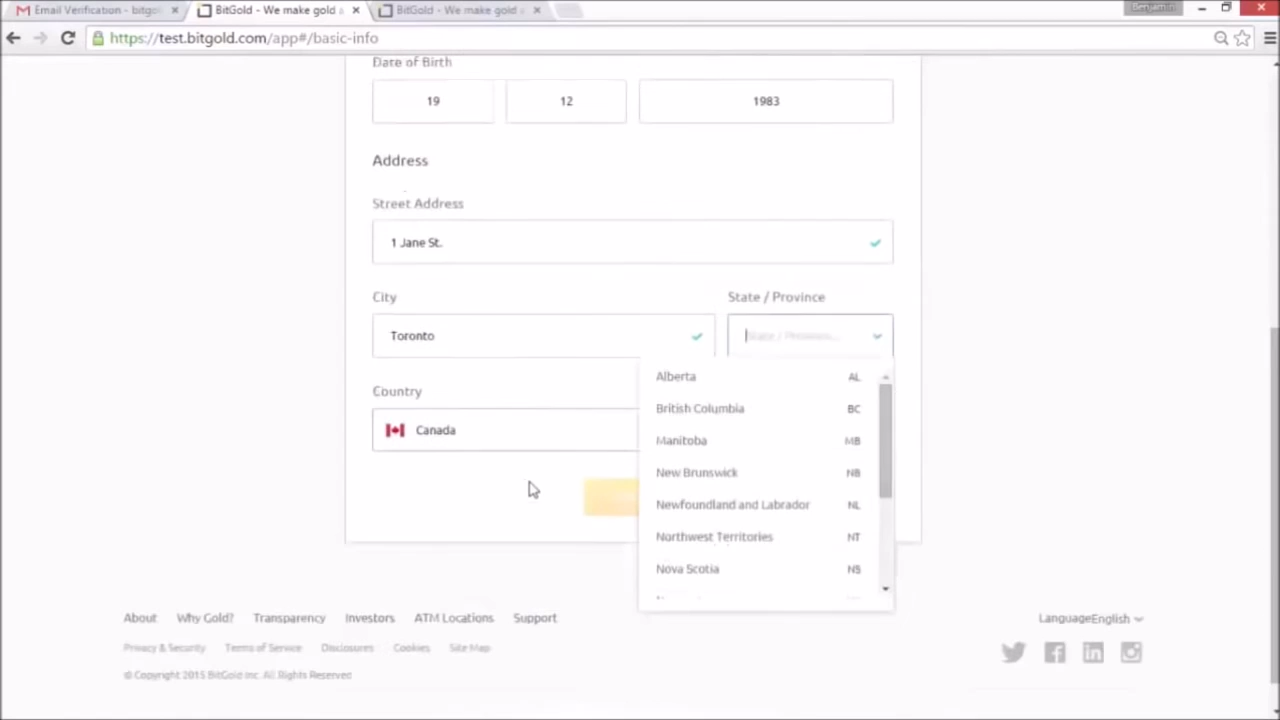 Email Verification - bitgol
BitGold - We make gold a
BitGold - We make gold a
Benjamin
https://test.bitgold.com/app#/basic-info
Date of Birth
19
12
1983
Address
Street Address
1 Jane St.
City
State / Province
Toronto
State / Province...
Alberta AL
British Columbia BC
Country
Manitoba MB
Canada
New Brunswick NB
Newfoundland and Labrador NL
Northwest Territories NT
Nova Scotia NS
About Why Gold? Transparency Investors ATM Locations Support
LanguageEnglish
Privacy & Security Terms of Service Disclosures Cookies Site Map
© Copyright 2015 BitGold Inc. All Rights Reserved